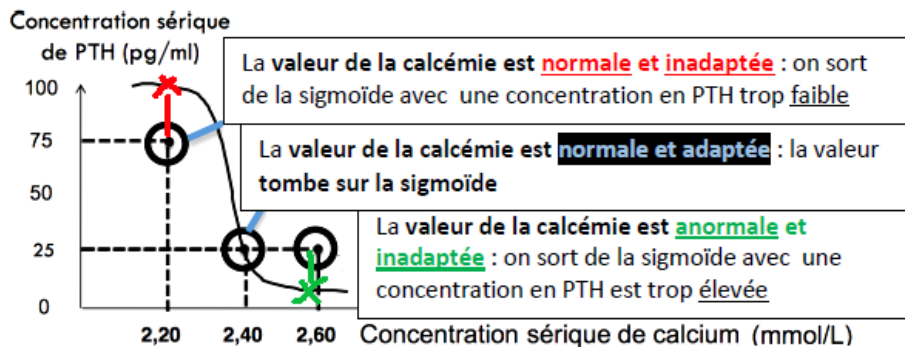 Concentration sérique
de PTH (pg/ml)
La valeur de la calcémie est normale et inadaptée : on sort
de la sigmoïde avec une concentration en PTH trop faible
100
75
La valeur de la calcémie est normale et adaptée : la valeur
tombe sur la sigmoïde
50
La valeur de la calcémie est anormale et
inadaptée : on sort de la sigmoïde avec une
concentration en PTH est trop élevée
25
0
2,20 2,40 2,60 Concentration sérique de calcium (mmol/L)